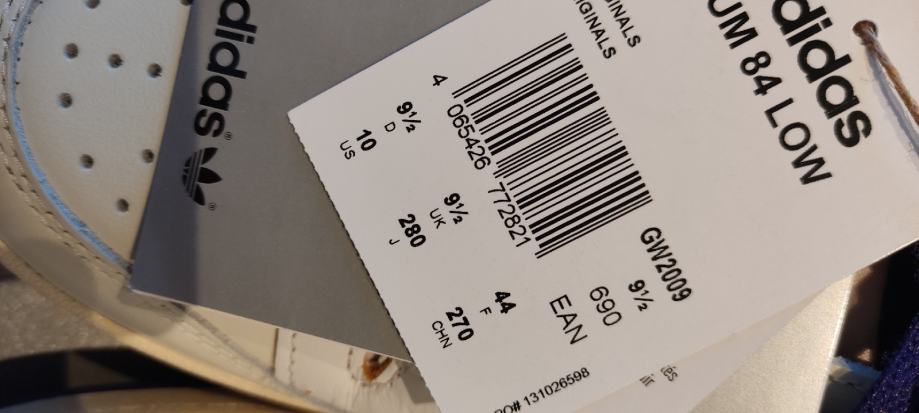 adidas
adidas
UM 84 LOW
GINALS
IGINALS
4 065426 772821
GW2009
9½
690
EAN
9½
D
9½
UK
44
F
10
US
280
J
270
CHN
PO# 131026598